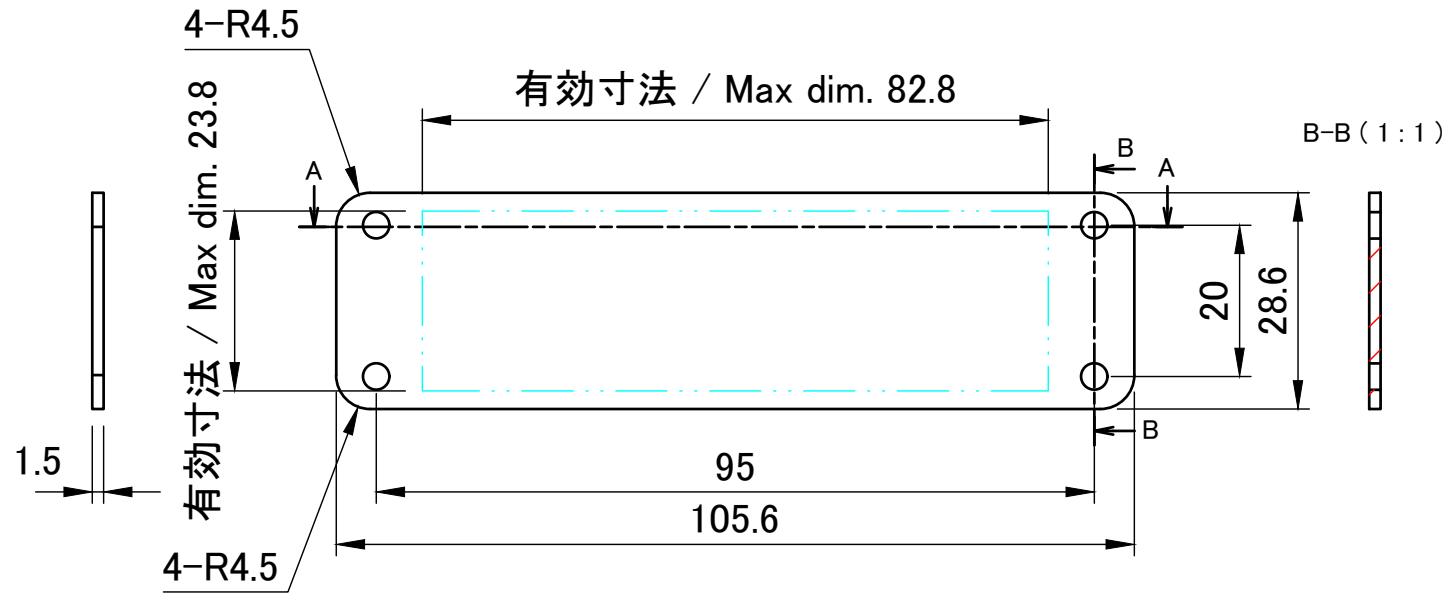 4-R4.5
有効寸法 / Max dim. 82.8
有効寸法 / Max dim. 23.8
B-B ( 1 : 1 )
A
B
A
20
28.6
B
1.5
95
105.6
4-R4.5